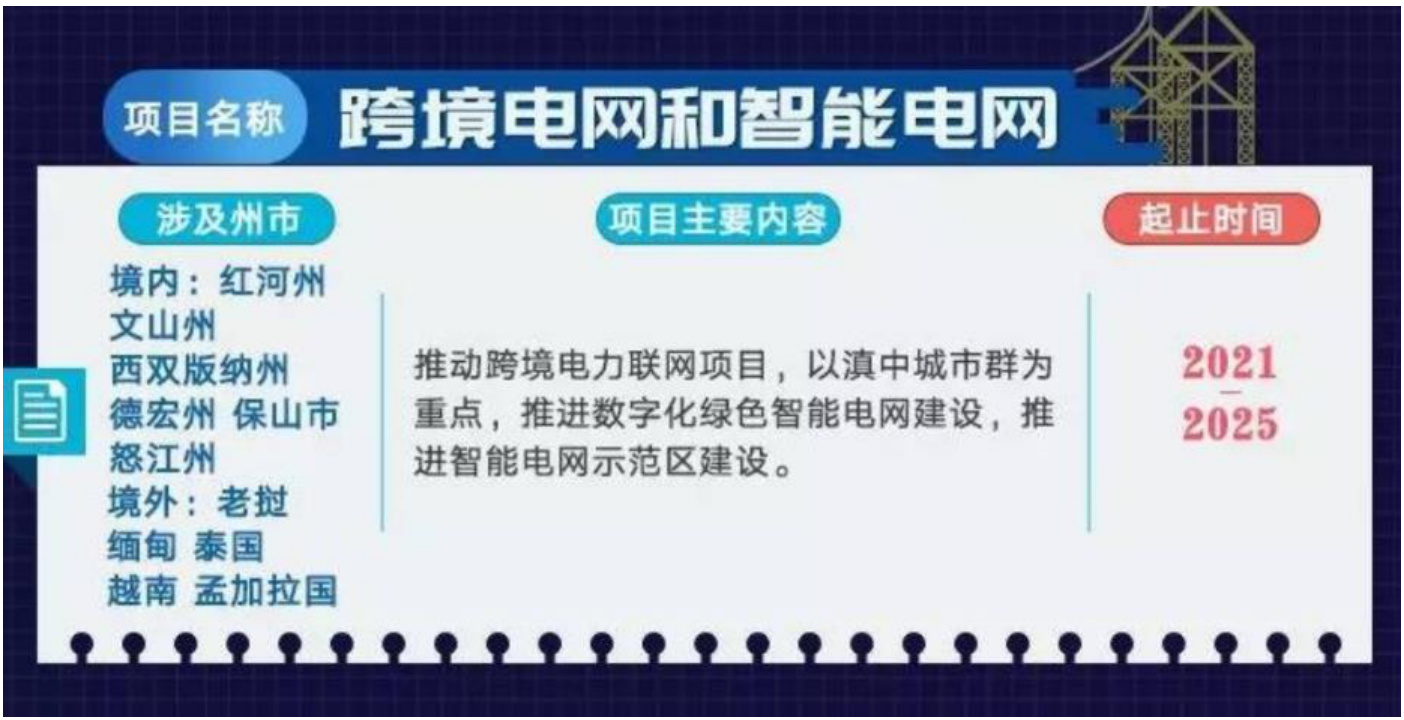 项目名称 跨境电网和智能电网
涉及州市
境内：红河州
文山州
西双版纳州
德宏州 保山市
怒江州
境外：老挝
缅甸 泰国
越南 孟加拉国
项目主要内容
推动跨境电力联网项目，以滇中城市群为
重点，推进数字化绿色智能电网建设，推
进智能电网示范区建设。
起止时间
2021
—
2025